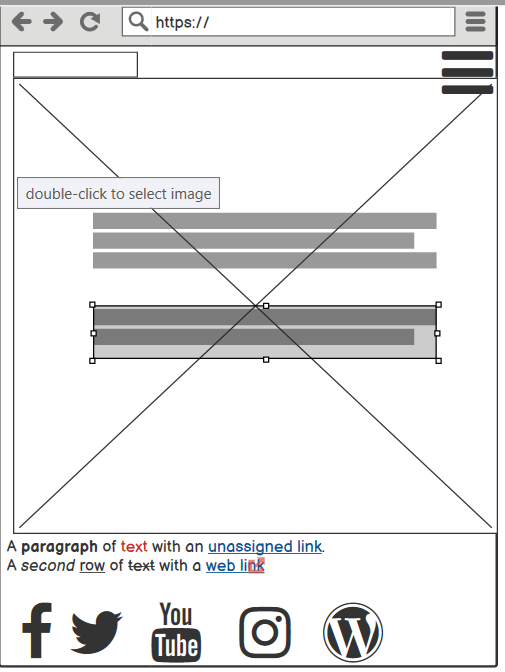 https://
double-click to select image
A paragraph of text with an unassigned link.
A second row of text with a web link
You
Tube